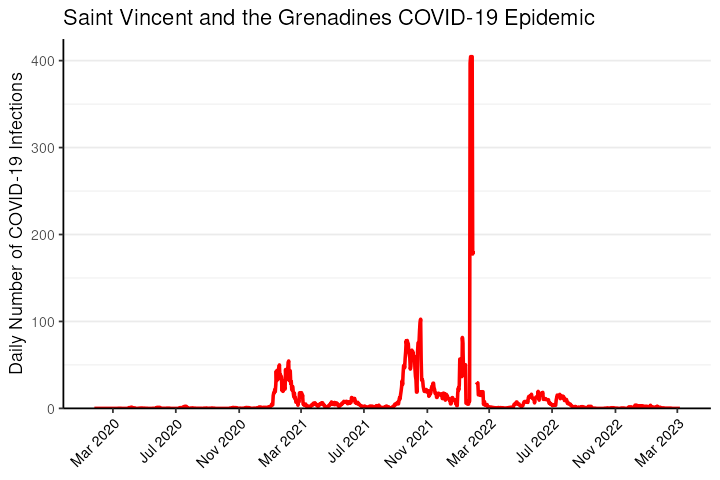 Saint Vincent and the Grenadines COVID-19 Epidemic
Daily Number of COVID-19 Infections
400
300
200
100
0
Mar 2020
Jul 2020
Nov 2020
Mar 2021
Jul 2021
Nov 2021
Mar 2022
Jul 2022
Nov 2022
Mar 2023